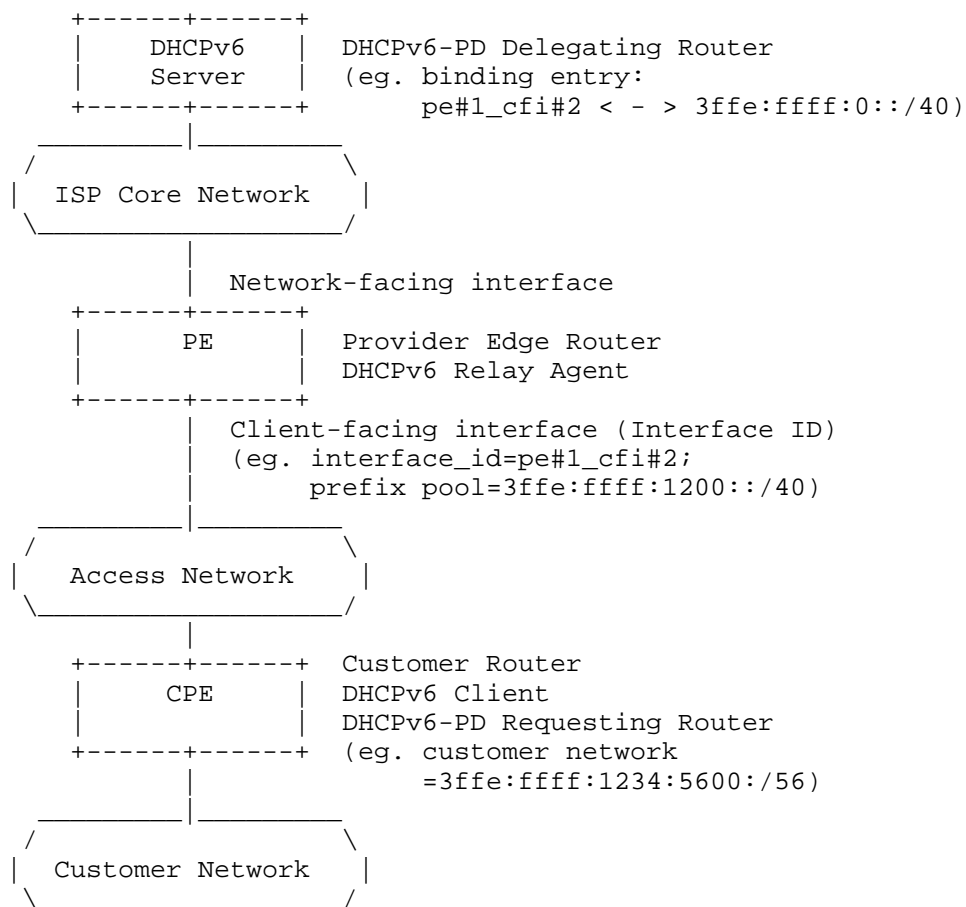 DHCPv6 DHCPv6-PD Delegating Router
Server (eg. binding entry:
pe#1_cfi#2 < - > 3ffe:ffff:0::/40)
ISP Core Network
Network-facing interface
PE Provider Edge Router
DHCPv6 Relay Agent
Client-facing interface (Interface ID)
(eg. interface_id=pe#1_cfi#2;
prefix pool=3ffe:ffff:1200::/40)
Access Network
Customer Router
CPE DHCPv6 Client
DHCPv6-PD Requesting Router
(eg. customer network
=3ffe:ffff:1234:5600:/56)
Customer Network